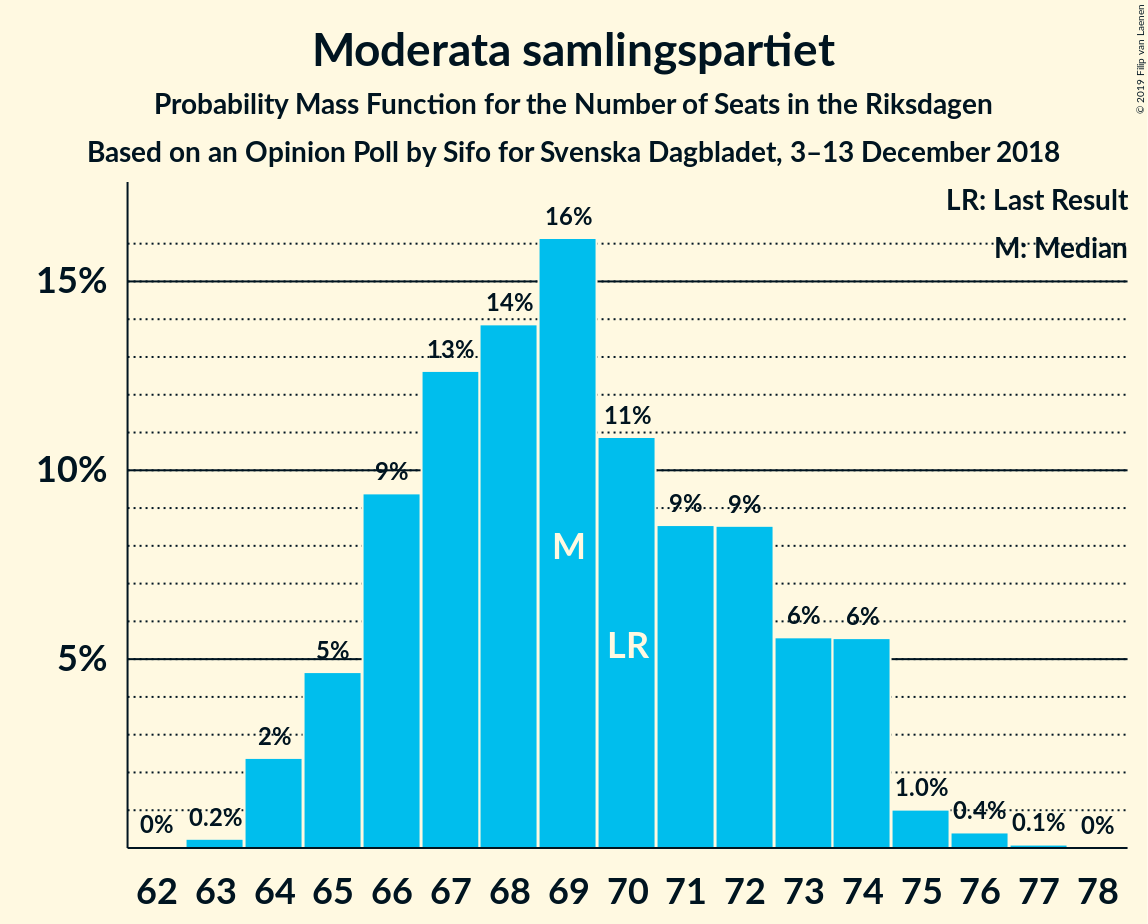 Moderata samlingspartiet
Probability Mass Function for the Number of Seats in the Riksdagen
Based on an Opinion Poll by Sifo for Svenska Dagbladet, 3–13 December 2018
© 2019 Filip van Laenen
LR: Last Result
M: Median
15%
10%
5%
0%
0.2%
2%
5%
9%
13%
14%
16%
11%
9%
9%
6%
6%
1.0%
0.4%
0.1%
0%
M
LR
62 63 64 65 66 67 68 69 70 71 72 73 74 75 76 77 78